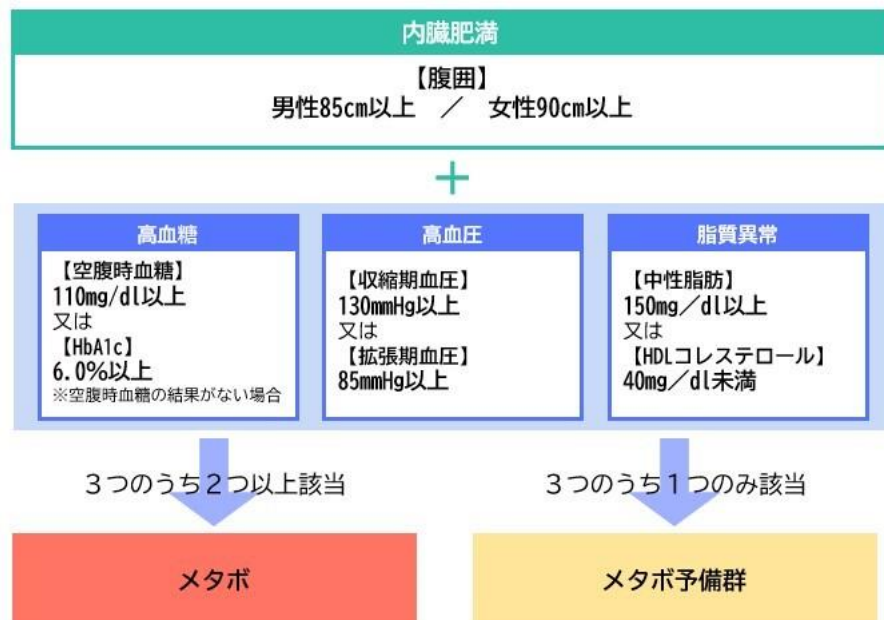 内臓肥満
【腹囲】
男性85cm以上 ／ 女性90cm以上
＋
高血糖
【空腹時血糖】
110mg/dl以上
又は
【HbA1c】
6.0%以上
※空腹時血糖の結果がない場合
高血圧
【収縮期血圧】
130mmHg以上
又は
【拡張期血圧】
85mmHg以上
脂質異常
【中性脂肪】
150mg／dl以上
又は
【HDLコレステロール】
40mg／dl未満
３つのうち２つ以上該当
３つのうち１つのみ該当
メタボ
メタボ予備群